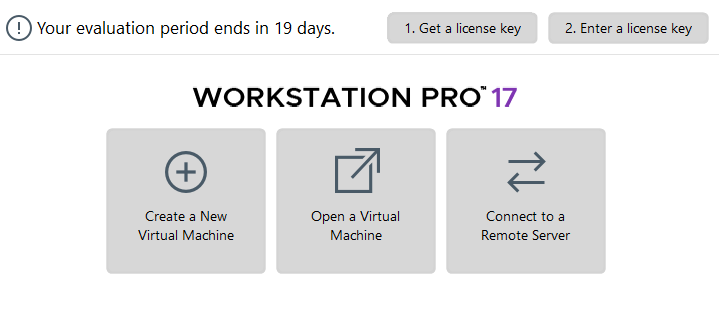 Your evaluation period ends in 19 days.
1. Get a license key
2. Enter a license key
WORKSTATION PRO™ 17
Create a New
Virtual Machine
Open a Virtual
Machine
Connect to a
Remote Server